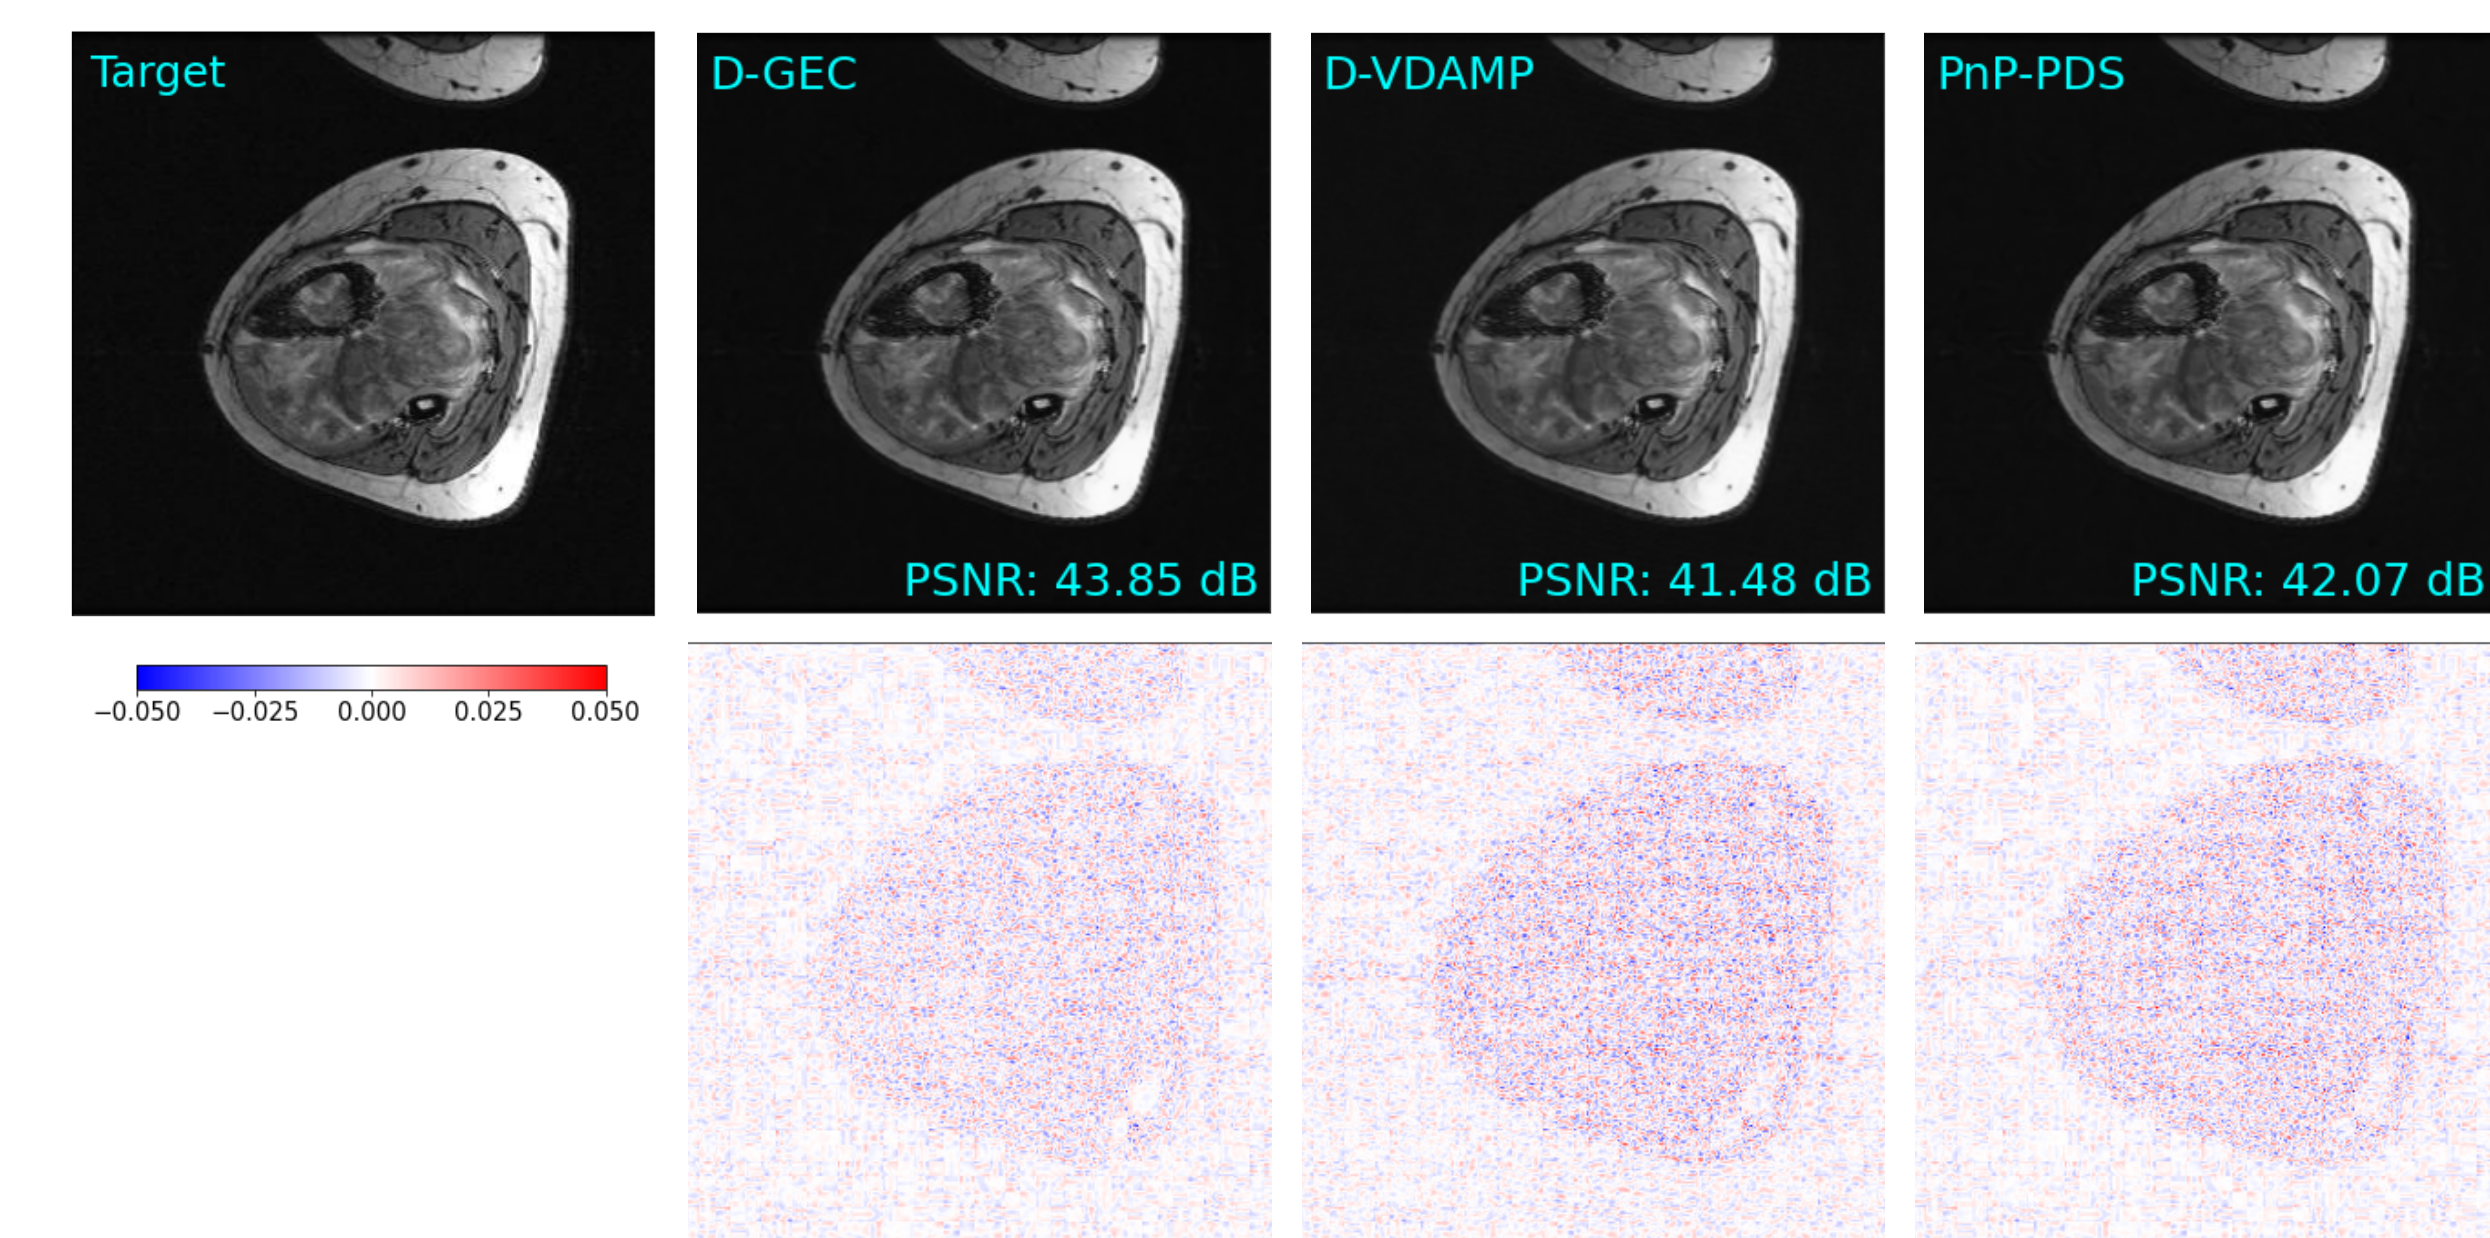 Target
D-GEC
D-VDAMP
PnP-PDS
PSNR: 43.85 dB
PSNR: 41.48 dB
PSNR: 42.07 dB
−0.050 −0.025 0.000 0.025 0.050